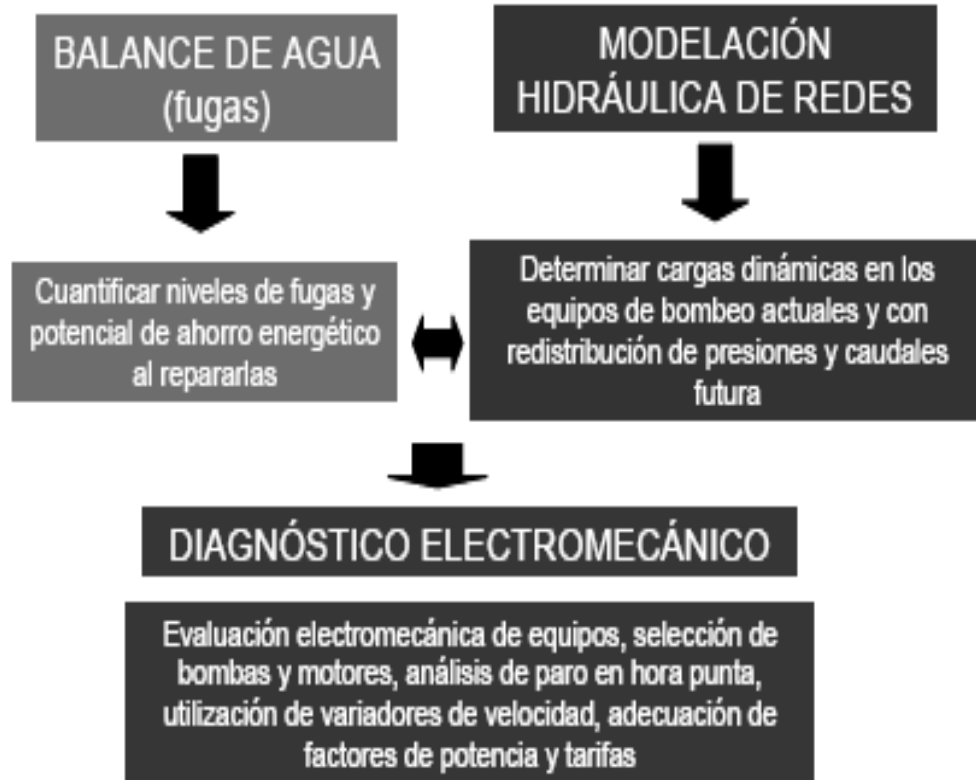 BALANCE DE AGUA
(fugas)
MODELACIÓN
HIDRÁULICA DE REDES
Cuantificar niveles de fugas y
potencial de ahorro energético
al repararlas
Determinar cargas dinámicas en los
equipos de bombeo actuales y con
redistribución de presiones y caudales
futura
DIAGNÓSTICO ELECTROMECÁNICO
Evaluación electromecánica de equipos, selección de
bombas y motores, análisis de paro en hora punta,
utilización de variadores de velocidad, adecuación de
factores de potencia y tarifas